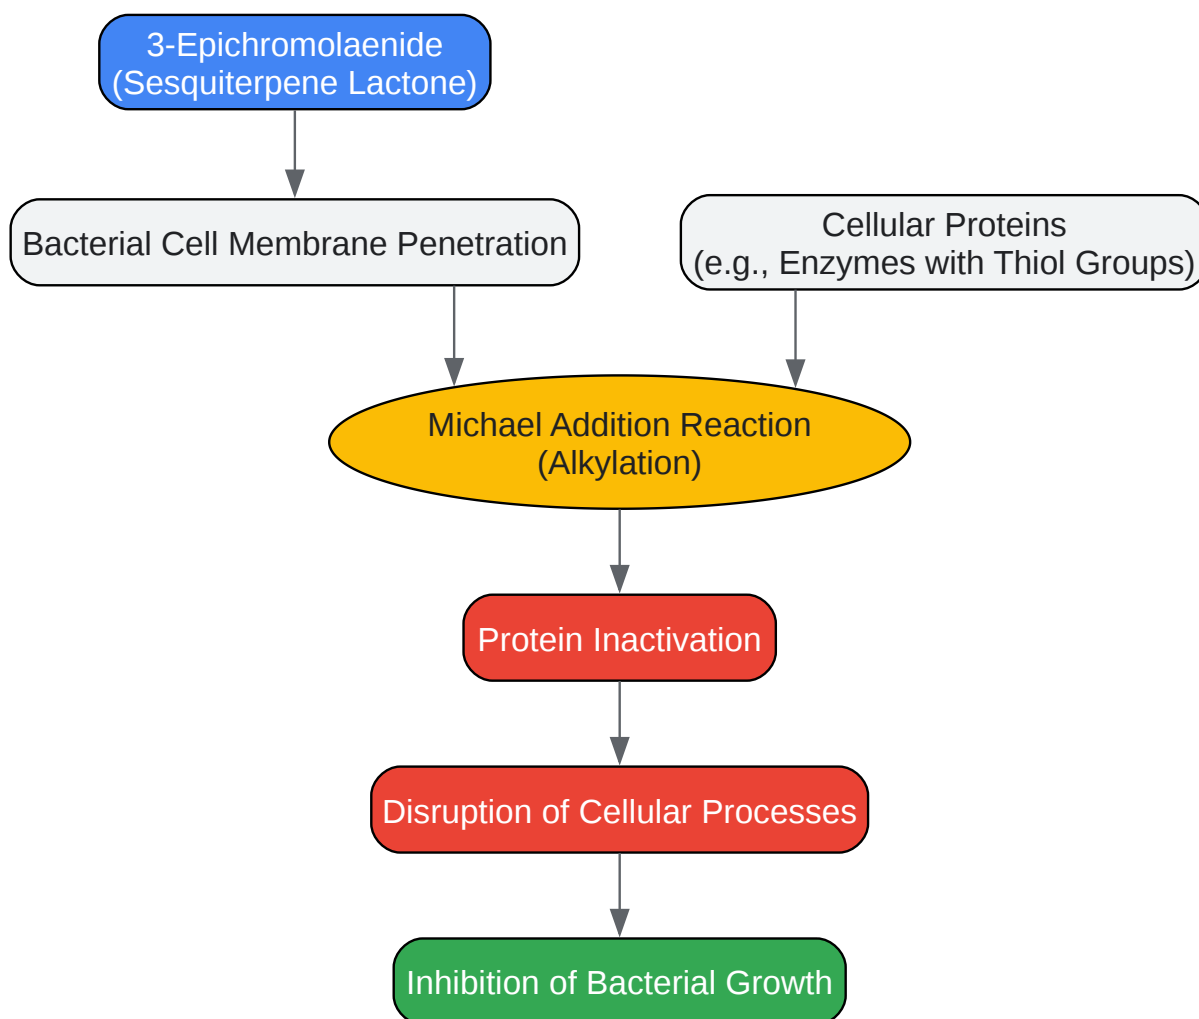 3-Epichromolaenide
(Sesquiterpene Lactone)
Bacterial Cell Membrane Penetration
Cellular Proteins
(e.g., Enzymes with Thiol Groups)
Michael Addition Reaction
(Alkylation)
Protein Inactivation
Disruption of Cellular Processes
Inhibition of Bacterial Growth